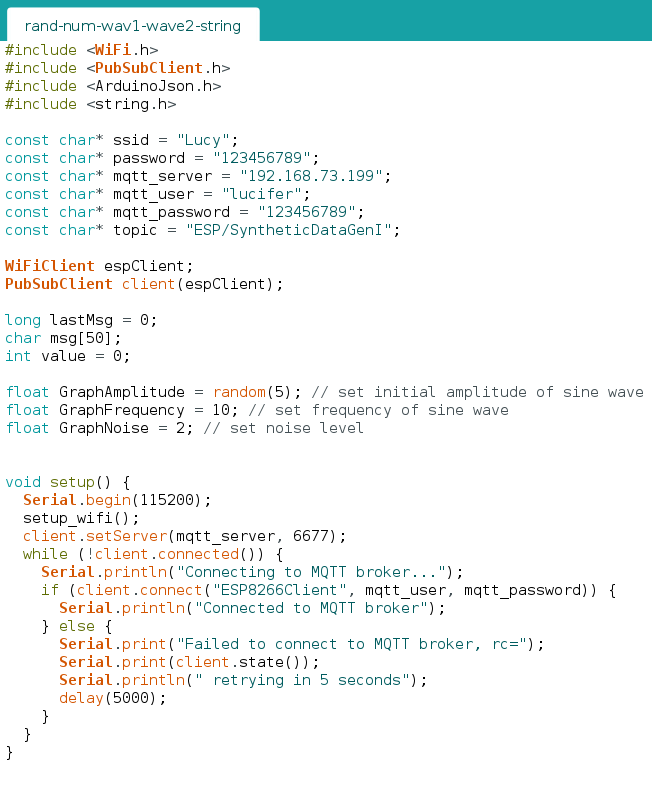 rand-num-wav1-wave2-string
#include <WiFi.h>
#include <PubSubClient.h>
#include <ArduinoJson.h>
#include <string.h>

const char* ssid = "Lucy";
const char* password = "123456789";
const char* mqtt_server = "192.168.73.199";
const char* mqtt_user = "lucifer";
const char* mqtt_password = "123456789";
const char* topic = "ESP/SyntheticDataGenI";

WiFiClient espClient;
PubSubClient client(espClient);

long lastMsg = 0;
char msg[50];
int value = 0;

float GraphAmplitude = random(5); // set initial amplitude of sine wave
float GraphFrequency = 10; // set frequency of sine wave
float GraphNoise = 2; // set noise level


void setup() {
  Serial.begin(115200);
  setup_wifi();
  client.setServer(mqtt_server, 6677);
  while (!client.connected()) {
    Serial.println("Connecting to MQTT broker...");
    if (client.connect("ESP8266Client", mqtt_user, mqtt_password)) {
      Serial.println("Connected to MQTT broker");
    } else {
      Serial.print("Failed to connect to MQTT broker, rc=");
      Serial.print(client.state());
      Serial.println(" retrying in 5 seconds");
      delay(5000);
    }
  }
}